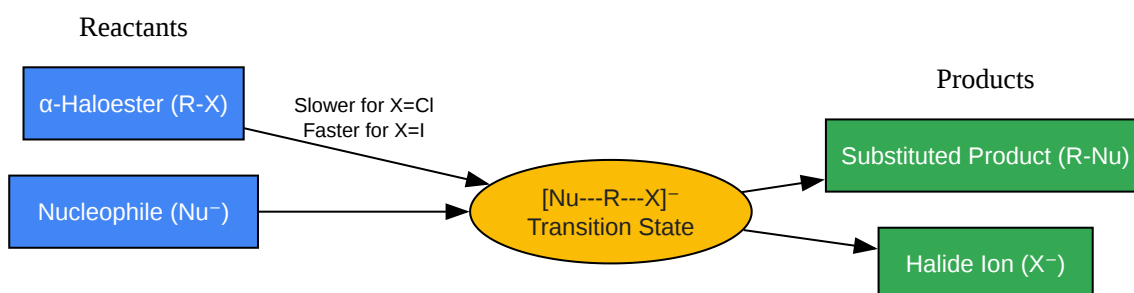 Reactants
α-Haloester (R-X)
Nucleophile (Nu⁻)
Slower for X=Cl
Faster for X=I
[Nu---R---X]⁻
Transition State
Products
Substituted Product (R-Nu)
Halide Ion (X⁻)